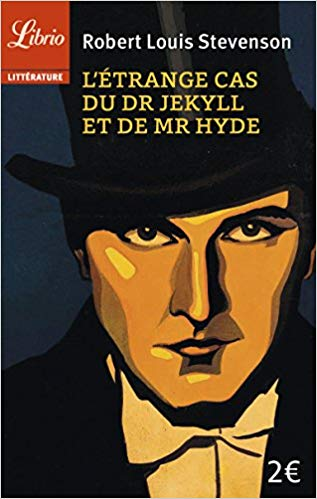 Librio
LITTÉRATURE
Robert Louis Stevenson
L'ÉTRANGE CAS
DU DR JEKYLL
ET DE MR HYDE
2€